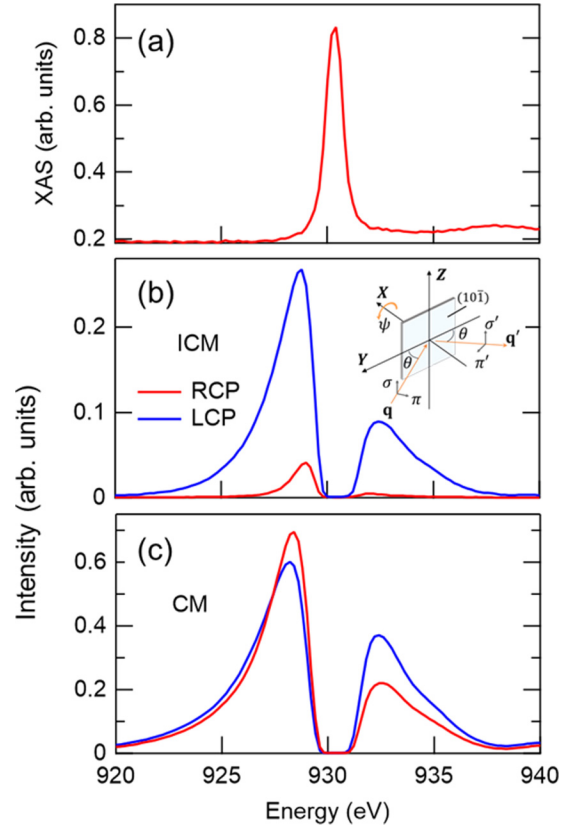 (a)
XAS (arb. units)
0.8
0.6
0.4
0.2
(b)
ICM
RCP
LCP
0.2
0.1
0
X
Z
(101̄)
ψ
Y
θ
θ
σ′
q′
π′
σ
π
q
Intensity (arb. units)
(c)
CM
0.6
0.4
0.2
0
920
925
930
935
940
Energy (eV)